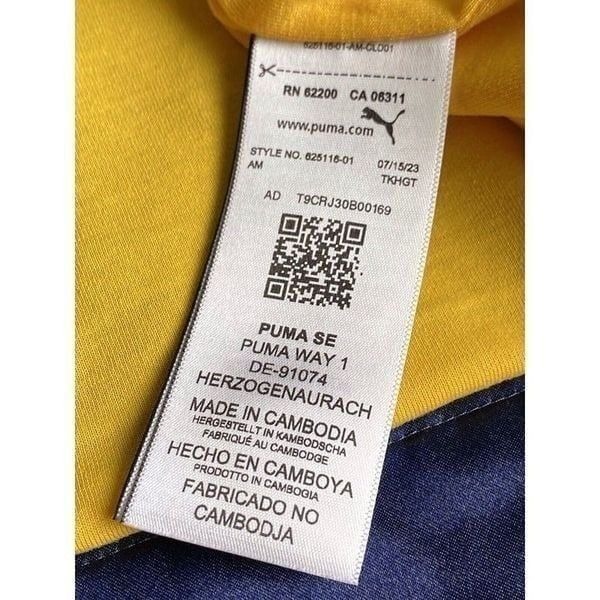 625116-01-AM-CLO01
RN 62200 CA 06311
www.puma.com
STYLE NO. 625116-01 07/15/23
AM TKHGT
AD T9CRJ30B00169
PUMA SE
PUMA WAY 1
DE-91074
HERZOGENAURACH
MADE IN CAMBODIA
HERGESTELLT IN KAMBODSCHA
FABRIQUÉ AU CAMBODGE
HECHO EN CAMBOYA
PRODOTTO IN CAMBOGIA
FABRICADO NO
CAMBODJA